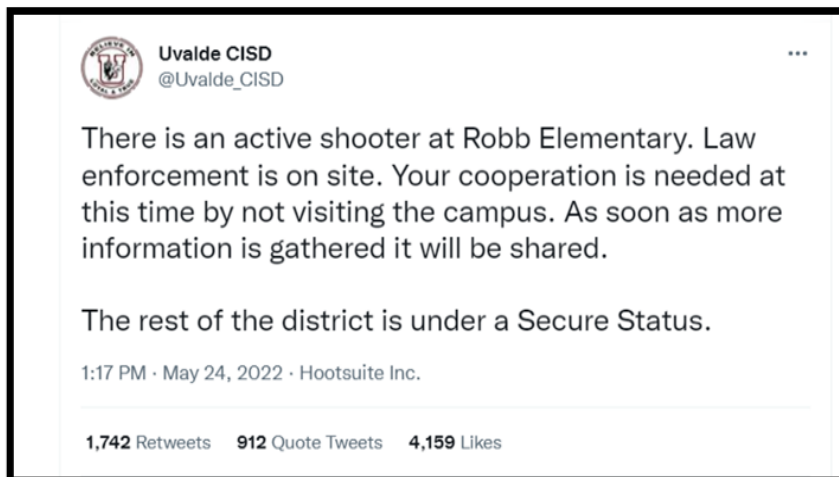 Uvalde CISD
@Uvalde_CISD
There is an active shooter at Robb Elementary. Law
enforcement is on site. Your cooperation is needed at
this time by not visiting the campus. As soon as more
information is gathered it will be shared.
The rest of the district is under a Secure Status.
1:17 PM · May 24, 2022 · Hootsuite Inc.
1,742 Retweets 912 Quote Tweets 4,159 Likes